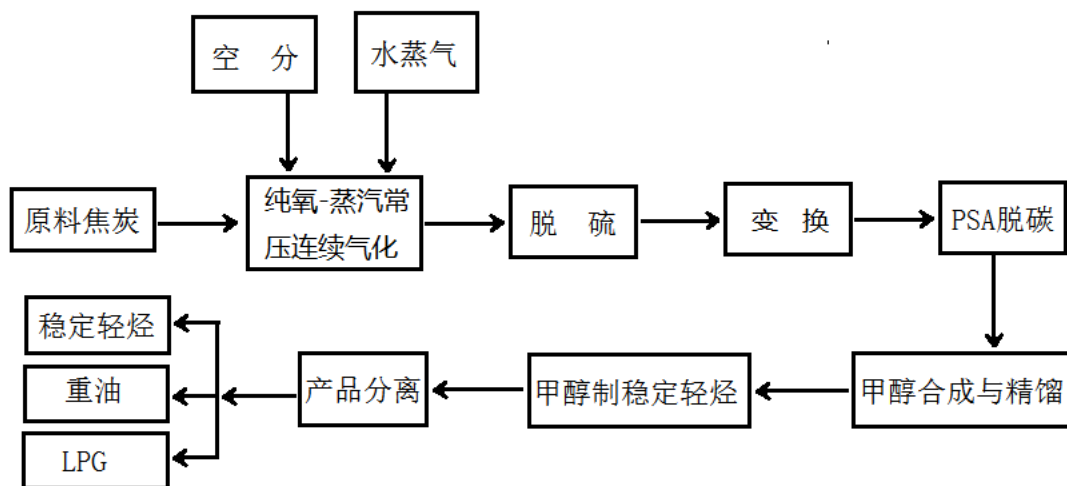 空 分
水蒸气
原料焦炭
纯氧-蒸汽常
压连续气化
脱 硫
变 换
PSA脱碳
稳定轻烃
重油
LPG
产品分离
甲醇制稳定轻烃
甲醇合成与精馏